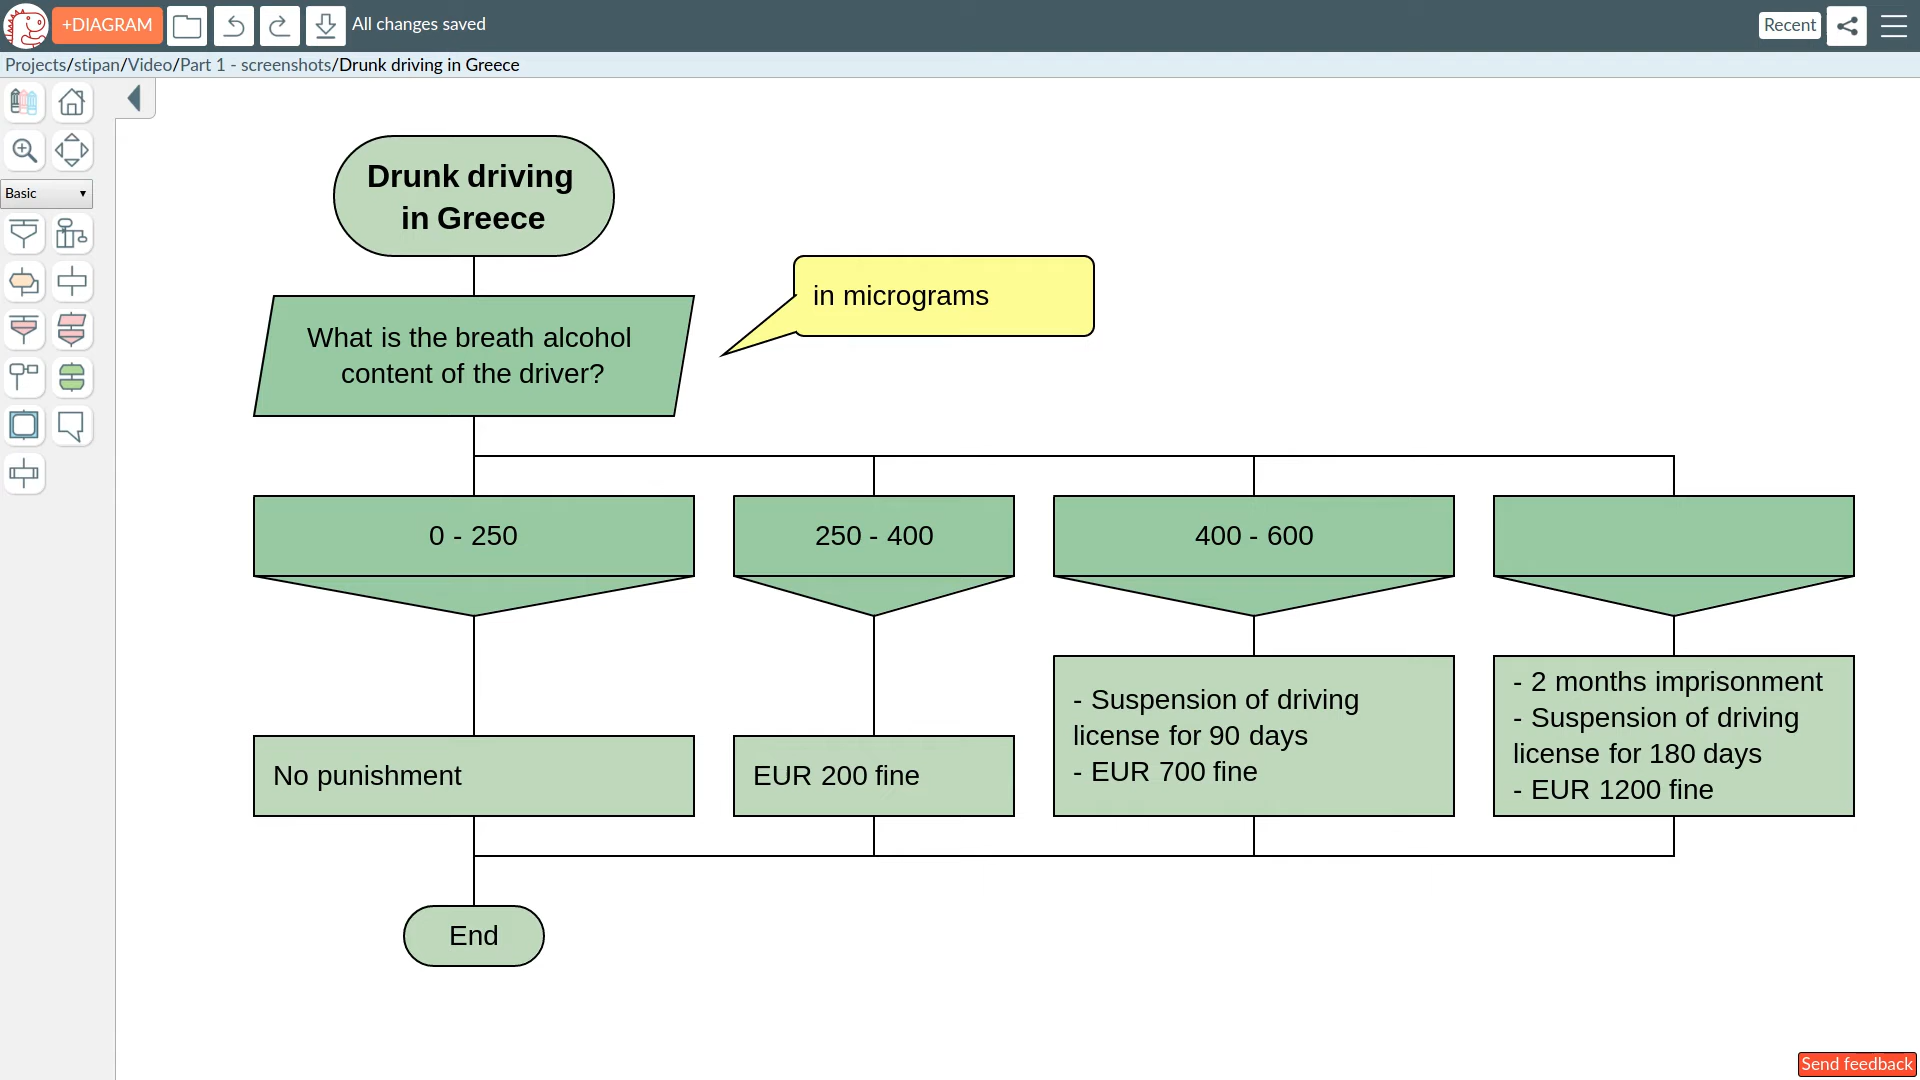 +DIAGRAM
All changes saved
Recent
Projects/stipan/Video/Part 1 - screenshots/Drunk driving in Greece
Basic
Drunk driving
in Greece
in micrograms
What is the breath alcohol
content of the driver?
0 - 250
250 - 400
400 - 600
No punishment
EUR 200 fine
- Suspension of driving
license for 90 days
- EUR 700 fine
- 2 months imprisonment
- Suspension of driving
license for 180 days
- EUR 1200 fine
End
Send feedback